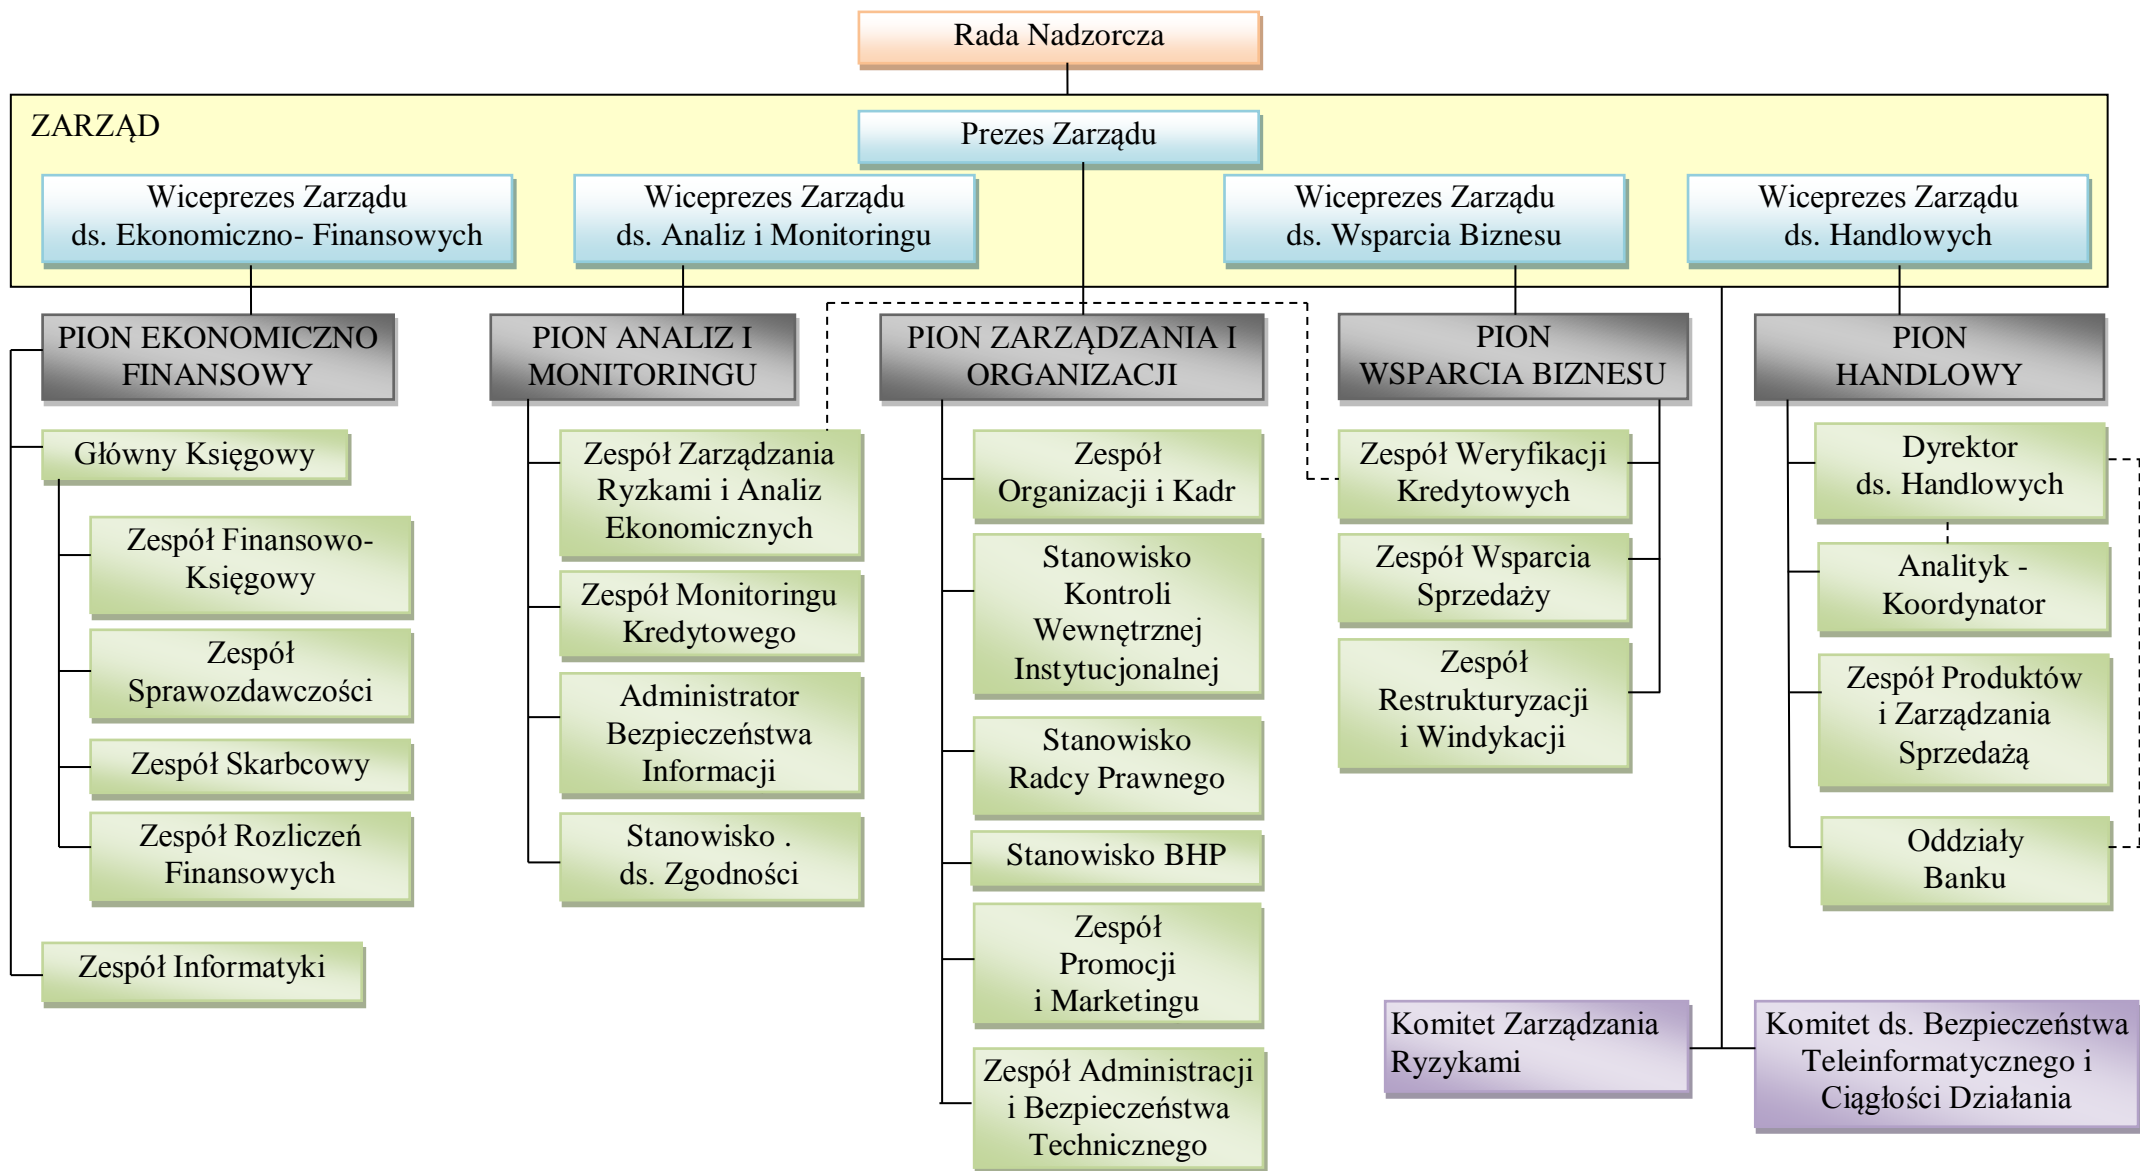 Rada Nadzorcza
ZARZĄD
Prezes Zarządu
Wiceprezes Zarządu
ds. Ekonomiczno- Finansowych
Wiceprezes Zarządu
ds. Analiz i Monitoringu
Wiceprezes Zarządu
ds. Wsparcia Biznesu
Wiceprezes Zarządu
ds. Handlowych
PION EKONOMICZNO
FINANSOWY
Główny Księgowy
Zespół Finansowo-
Księgowy
Zespół
Sprawozdawczości
Zespół Skarbcowy
Zespół Rozliczeń
Finansowych
Zespół Informatyki
PION ANALIZ I
MONITORINGU
Zespół Zarządzania
Ryzkami i Analiz
Ekonomicznych
Zespół Monitoringu
Kredytowego
Administrator
Bezpieczeństwa
Informacji
Stanowisko .
ds. Zgodności
PION ZARZĄDZANIA I
ORGANIZACJI
Zespół
Organizacji i Kadr
Stanowisko
Kontroli
Wewnętrznej
Instytucjonalnej
Stanowisko
Radcy Prawnego
Stanowisko BHP
Zespół
Promocji
i Marketingu
Zespół Administracji
i Bezpieczeństwa
Technicznego
PION
WSPARCIA BIZNESU
Zespół Weryfikacji
Kredytowych
Zespół Wsparcia
Sprzedaży
Zespół
Restrukturyzacji
i Windykacji
PION
HANDLOWY
Dyrektor
ds. Handlowych
Analityk -
Koordynator
Zespół Produktów
i Zarządzania
Sprzedażą
Oddziały
Banku
Komitet Zarządzania
Ryzykami
Komitet ds. Bezpieczeństwa
Teleinformatycznego i
Ciągłości Działania